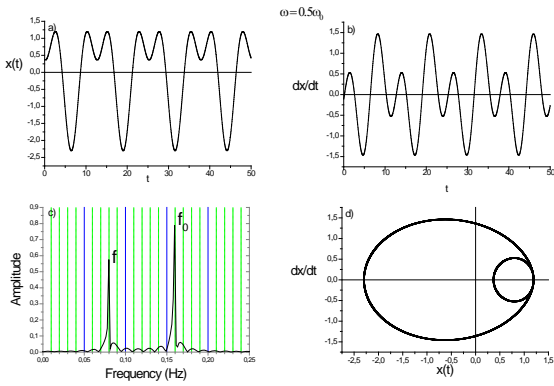 ω=0.5ω₀
a)
x(t)
1,5
1,0
0,5
0,0
-0,5
-1,0
-1,5
-2,0
-2,5
0 10 20 30 40 50
t
b)
dx/dt
1,5
1,0
0,5
0,0
-0,5
-1,0
-1,5
0 10 20 30 40 50
t
c)
Amplitude
0,9
0,8
0,7
0,6
0,5
0,4
0,3
0,2
0,1
0,0
f
f₀
0,00 0,05 0,10 0,15 0,20 0,25
Frequency (Hz)
d)
dx/dt
1,5
1,0
0,5
0,0
-0,5
-1,0
-1,5
-2,5 -2,0 -1,5 -1,0 -0,5 0,0 0,5 1,0 1,5
x(t)